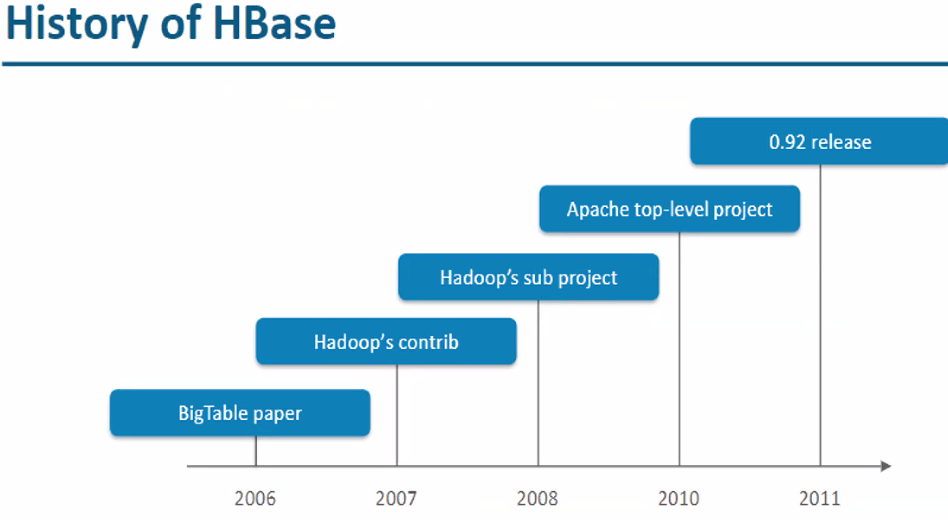 History of HBase
0.92 release
Apache top-level project
Hadoop’s sub project
Hadoop’s contrib
BigTable paper
2006 2007 2008 2010 2011